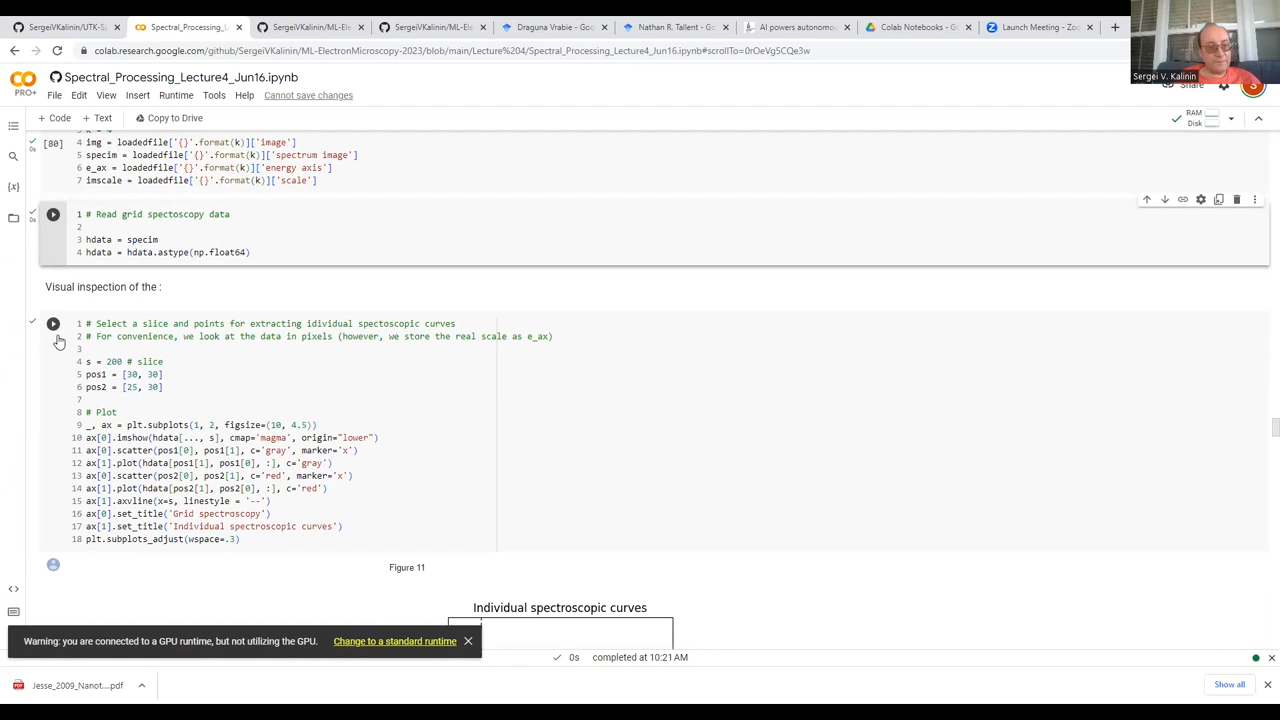 SergeiVKalinin/UTK-S
Spectral_Processing_L
SergeiVKalinin/ML-Ele
SergeiVKalinin/ML-Ele
Draguna Vrabie - Goo
Nathan R. Tallent - Go
AI powers autonomo
Colab Notebooks - Go
Launch Meeting - Zoo
colab.research.google.com/github/SergeiVKalinin/ML-ElectronMicroscopy-2023/blob/main/Lecture%204/Spectral_Processing_Lecture4_Jun16.ipynb#scrollTo=0rOeVg5CQe3w
Sergei V. Kalinin
PRO+
Spectral_Processing_Lecture4_Jun16.ipynb
Share
S
File Edit View Insert Runtime Tools Help Cannot save changes
+ Code + Text Copy to Drive
RAM
Disk
[80]
0s
4 img = loadedfile['{}'.format(k)]['image']
5 specim = loadedfile['{}'.format(k)]['spectrum image']
6 e_ax = loadedfile['{}'.format(k)]['energy axis']
7 imscale = loadedfile['{}'.format(k)]['scale']
0s
1 # Read grid spectoscopy data
2
3 hdata = specim
4 hdata = hdata.astype(np.float64)
Visual inspection of the :
1 # Select a slice and points for extracting idividual spectoscopic curves
2 # For convenience, we look at the data in pixels (however, we store the real scale as e_ax)
3
4 s = 200 # slice
5 pos1 = [30, 30]
6 pos2 = [25, 30]
7
8 # Plot
9 _, ax = plt.subplots(1, 2, figsize=(10, 4.5))
10 ax[0].imshow(hdata[..., s], cmap='magma', origin="lower")
11 ax[0].scatter(pos1[0], pos1[1], c='gray', marker='x')
12 ax[1].plot(hdata[pos1[1], pos1[0], :], c='gray')
13 ax[0].scatter(pos2[0], pos2[1], c='red', marker='x')
14 ax[1].plot(hdata[pos2[1], pos2[0], :], c='red')
15 ax[1].axvline(x=s, linestyle = '--')
16 ax[0].set_title('Grid spectroscopy')
17 ax[1].set_title('Individual spectroscopic curves')
18 plt.subplots_adjust(wspace=.3)
Figure 11
Individual spectroscopic curves
Warning: you are connected to a GPU runtime, but not utilizing the GPU. Change to a standard runtime
0s completed at 10:21 AM
Jesse_2009_Nanot....pdf
Show all